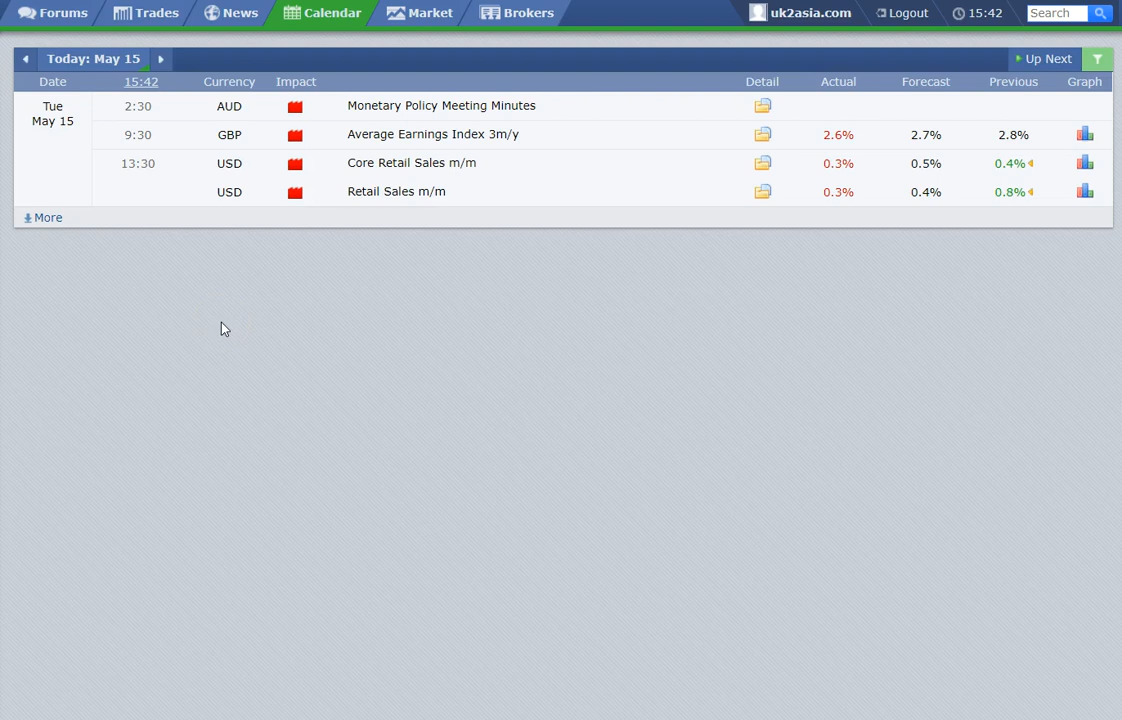 Forums Trades News Calendar Market Brokers uk2asia.com Logout 15:42 Search
Today: May 15 Up Next
Date 15:42 Currency Impact Detail Actual Forecast Previous Graph
Tue 2:30 AUD Monetary Policy Meeting Minutes
May 15
9:30 GBP Average Earnings Index 3m/y 2.6% 2.7% 2.8%
13:30 USD Core Retail Sales m/m 0.3% 0.5% 0.4%
USD Retail Sales m/m 0.3% 0.4% 0.8%
More